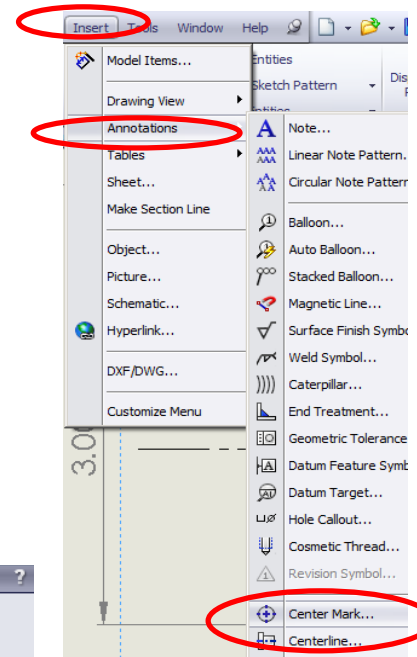 Insert Tools Window Help
Model Items...
Drawing View
Annotations
Tables
Sheet...
Make Section Line
Object...
Picture...
Schematic...
Hyperlink...
DXF/DWG...
Customize Menu
Entities
Sketch Pattern
Note...
Linear Note Pattern.
Circular Note Pattern
Balloon...
Auto Balloon...
Stacked Balloon...
Magnetic Line...
Surface Finish Symbo
Weld Symbol...
Caterpillar...
End Treatment...
Geometric Tolerance
Datum Feature Symb
Datum Target...
Hole Callout...
Cosmetic Thread...
Revision Symbol...
Center Mark...
Centerline...
3.00
?